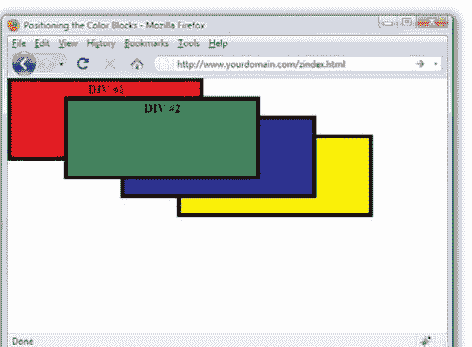 Positioning the Color Blocks - Mozilla Firefox
File Edit View History Bookmarks Tools Help
http://www.yourdomain.com/zindex.html
DIV #1
DIV #2
Done